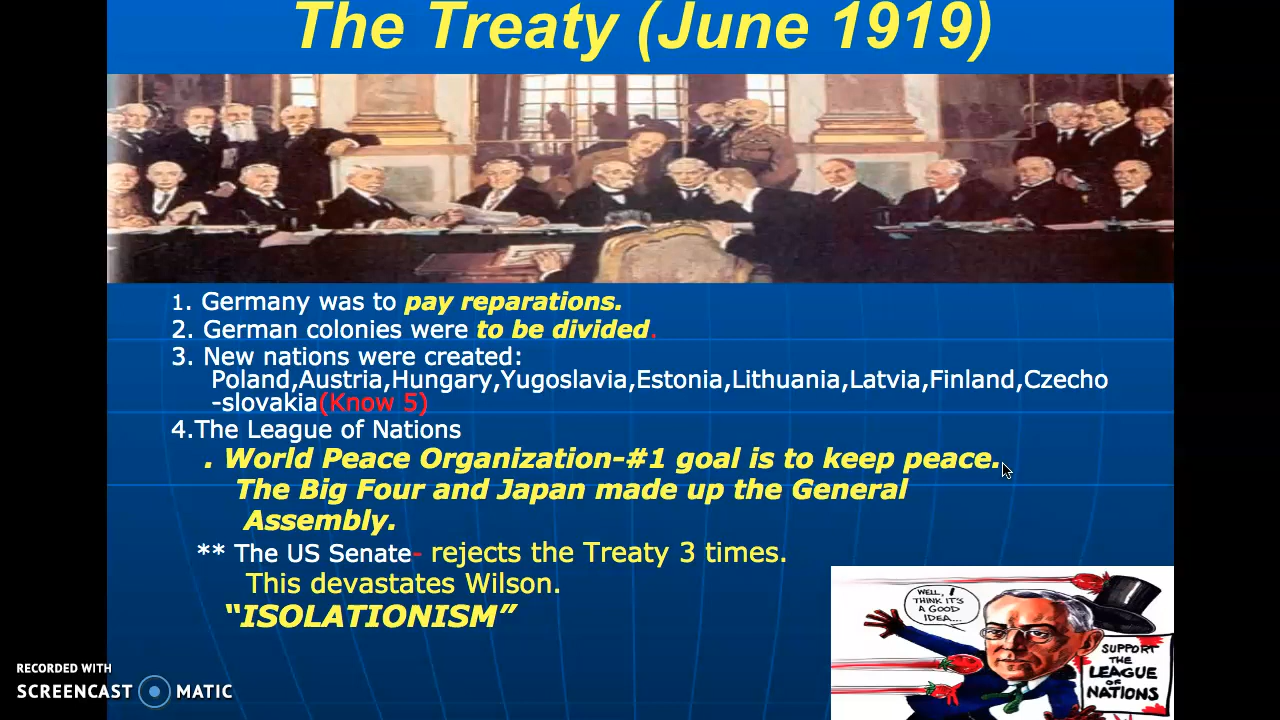 The Treaty (June 1919)
1. Germany was to pay reparations.
2. German colonies were to be divided.
3. New nations were created:
Poland,Austria,Hungary,Yugoslavia,Estonia,Lithuania,Latvia,Finland,Czecho
-slovakia(Know 5)
4.The League of Nations
. World Peace Organization-#1 goal is to keep peace.
The Big Four and Japan made up the General
Assembly.
** The US Senate- rejects the Treaty 3 times.
This devastates Wilson.
“ISOLATIONISM”
WELL, I
THINK IT'S
A GOOD
IDEA...
SUPPORT
THE
LEAGUE
OF
NATIONS
RECORDED WITH
SCREENCAST MATIC